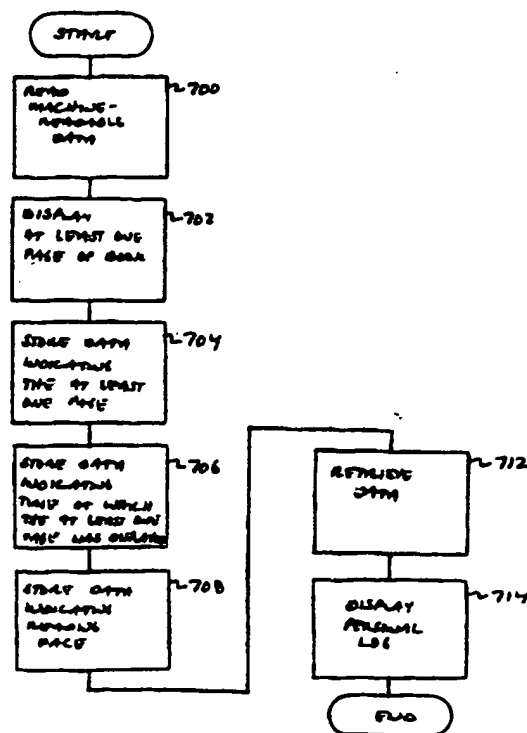 START
READ
MACHINE-
READABLE
DATA
700
DISPLAY
AT LEAST ONE
PAGE OF BOOK
702
STORE DATA
INDICATING
THE AT LEAST
ONE PAGE
704
STORE DATA
INDICATING
TIME AT WHICH
THE AT LEAST ONE
PAGE WAS DISPLAYED
706
STORE DATA
INDICATING
READING
PACE
708
RETRIEVE
DATA
712
DISPLAY
PERSONAL
LOG
714
END